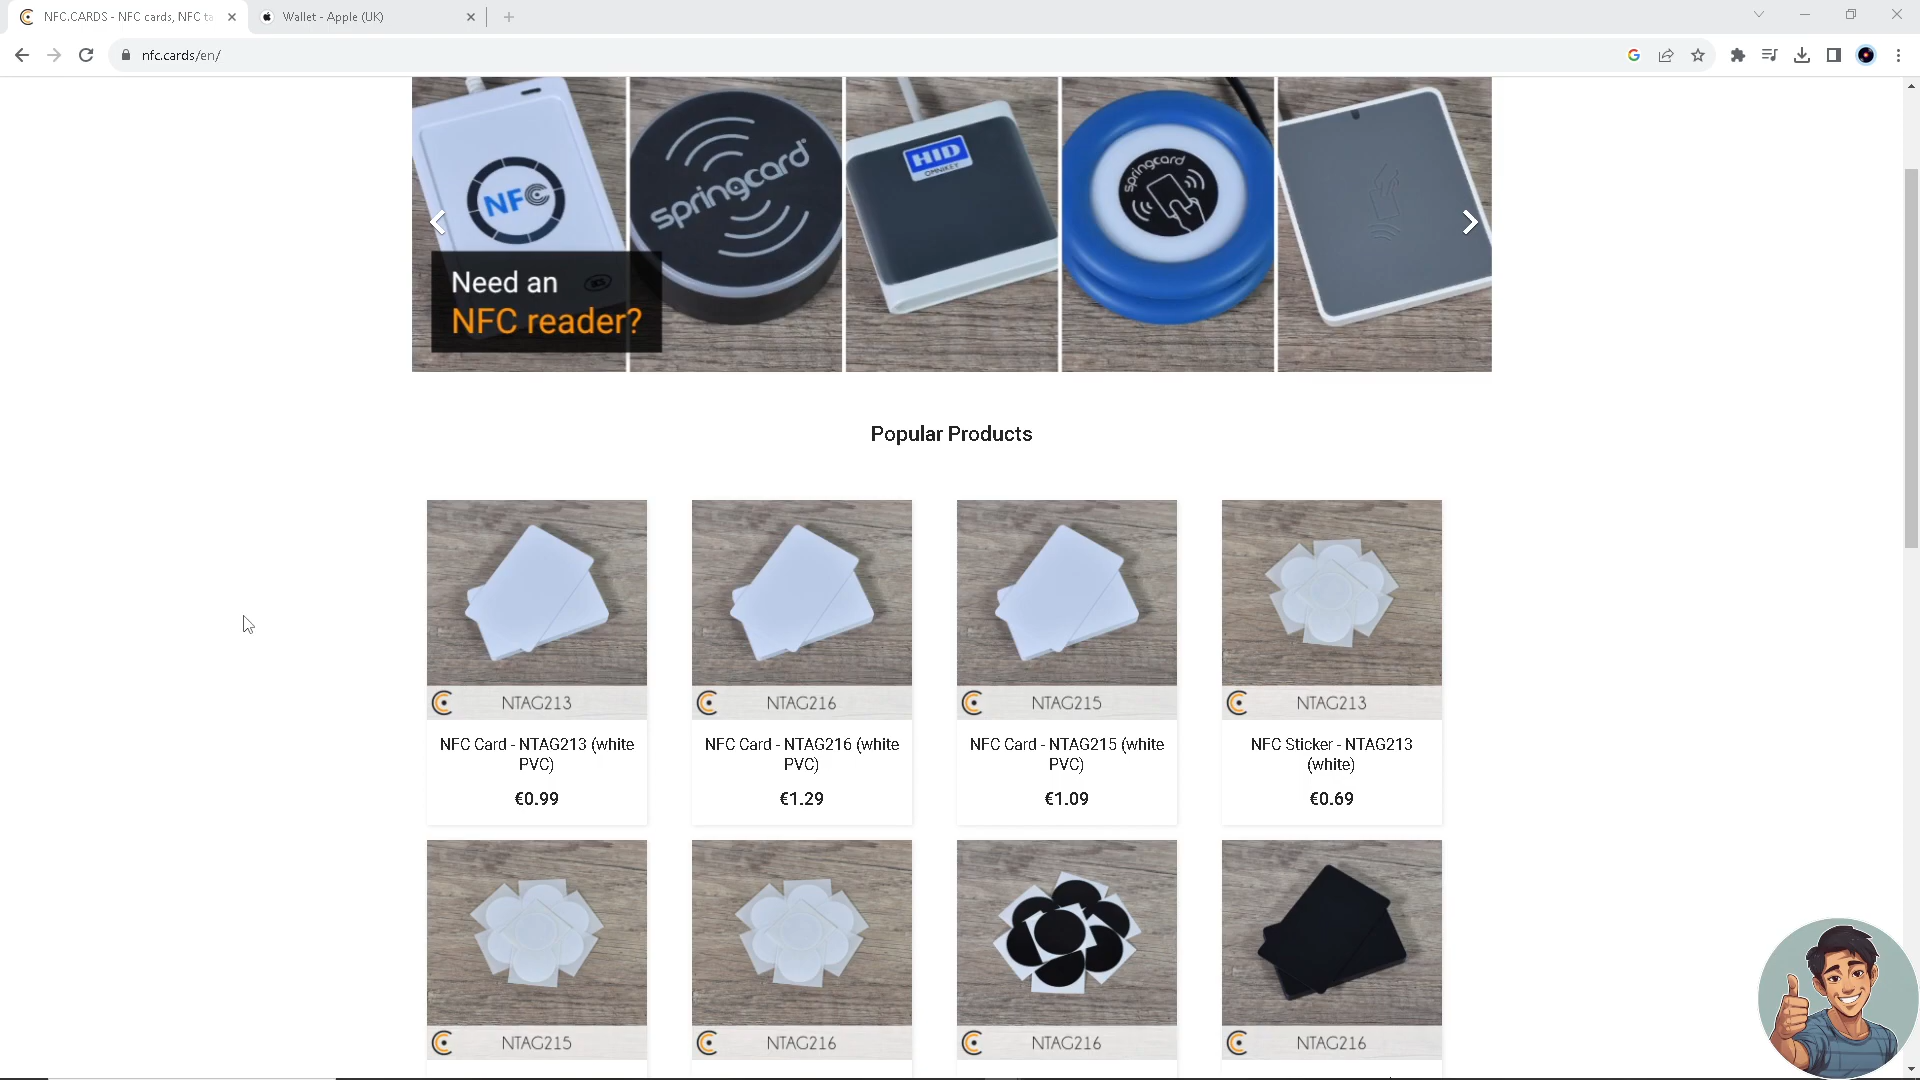 NFC.CARDS - NFC cards, NFC ta
Wallet - Apple (UK)
nfc.cards/en/
NFC
springcard
HID
OMNIKEY
springcard
Need an
NFC reader?
Popular Products
NTAG213
NTAG216
NTAG215
NTAG213
NFC Card - NTAG213 (white
PVC)
NFC Card - NTAG216 (white
PVC)
NFC Card - NTAG215 (white
PVC)
NFC Sticker - NTAG213
(white)
€0.99
€1.29
€1.09
€0.69
NTAG215
NTAG216
NTAG216
NTAG216